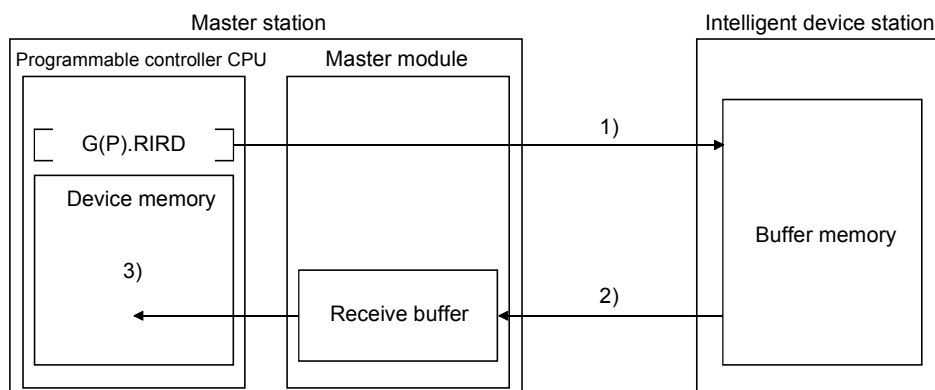 Master station
Intelligent device station
Programmable controller CPU
Master module
G(P).RIRD
1)
Device memory
Buffer memory
3)
Receive buffer
2)